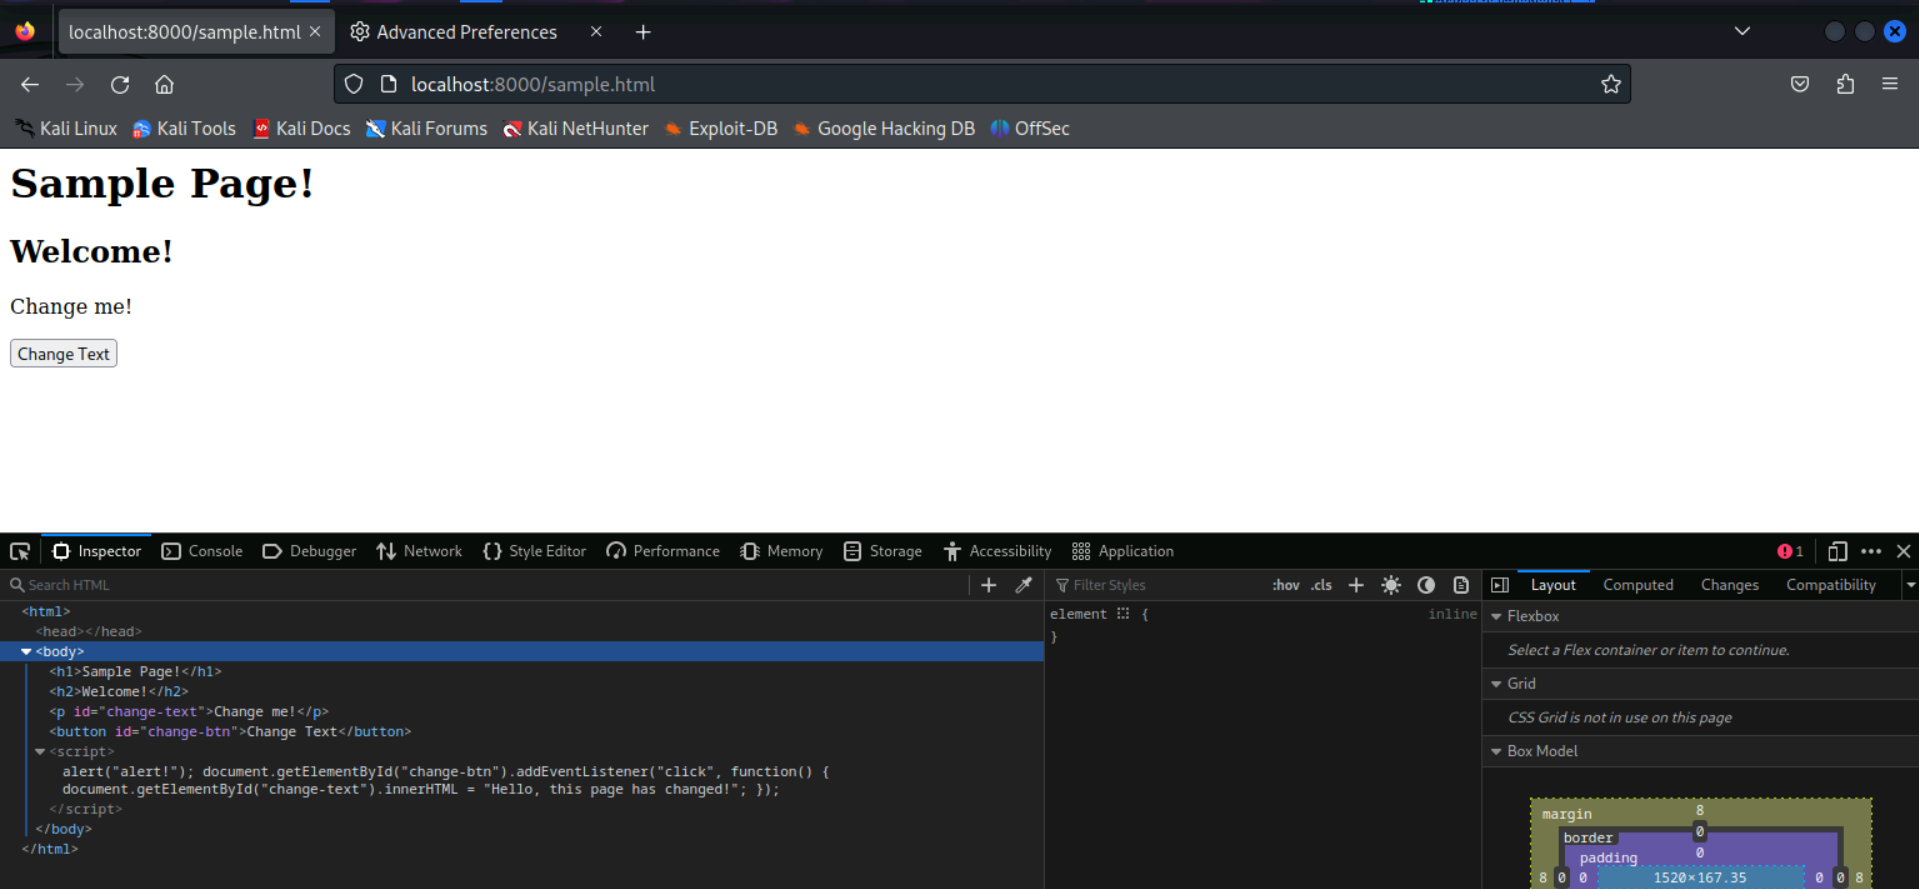 localhost:8000/sample.html
Advanced Preferences
localhost:8000/sample.html
Kali Linux Kali Tools Kali Docs Kali Forums Kali NetHunter Exploit-DB Google Hacking DB OffSec
Sample Page!
Welcome!
Change me!
Change Text
Inspector Console Debugger Network Style Editor Performance Memory Storage Accessibility Application 1
Search HTML
<html>
<head></head>
<body>
<h1>Sample Page!</h1>
<h2>Welcome!</h2>
<p id="change-text">Change me!</p>
<button id="change-btn">Change Text</button>
<script>
alert("alert!"); document.getElementById("change-btn").addEventListener("click", function() {
document.getElementById("change-text").innerHTML = "Hello, this page has changed!"; });
</script>
</body>
</html>
Filter Styles :hov .cls
element { inline
}
Layout Computed Changes Compatibility
Flexbox
Select a Flex container or item to continue.
Grid
CSS Grid is not in use on this page
Box Model
margin 8
border 0
padding 0
8 0 0 1520×167.35 0 0 8